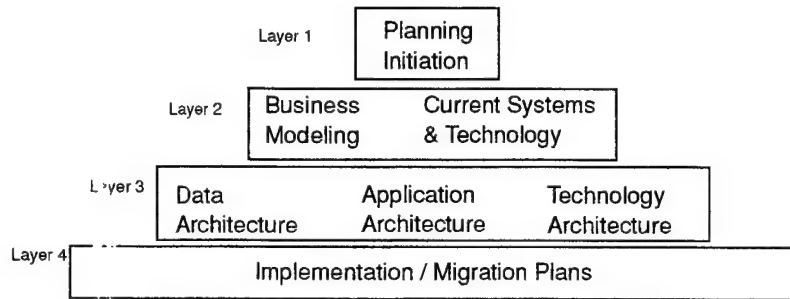 Layer 1
Planning
Initiation
Layer 2
Business Current Systems
Modeling & Technology
Layer 3
Data Application Technology
Architecture Architecture Architecture
Layer 4
Implementation / Migration Plans